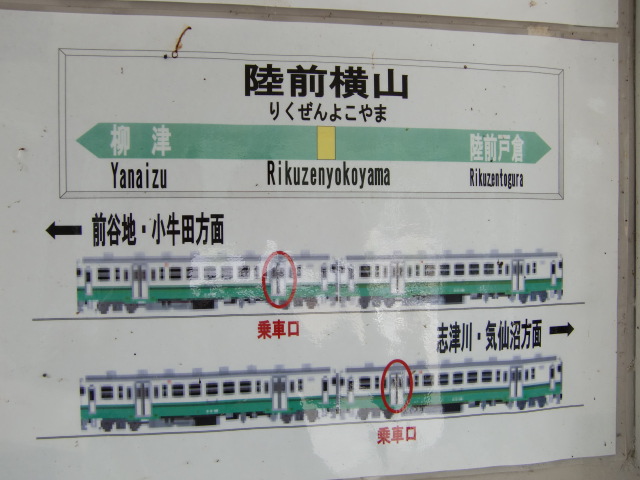 陸前横山
りくぜんよこやま
柳津 陸前戸倉
Yanaizu Rikuzenyokoyama Rikuzentogura
前谷地・小牛田方面
乗車口
志津川・気仙沼方面
乗車口